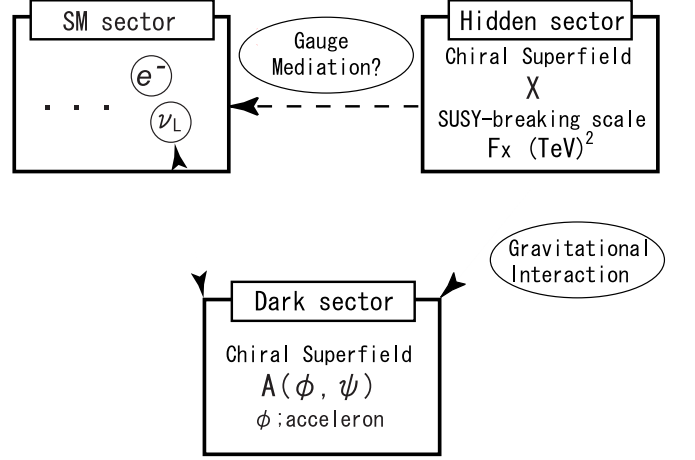 SM sector
e⁻
. . .
ν_L
Gauge
Mediation?
Hidden sector
Chiral Superfield
X
SUSY-breaking scale
Fx (TeV)²
Gravitational
Interaction
Dark sector
Chiral Superfield
A(ϕ, ψ)
ϕ;acceleron